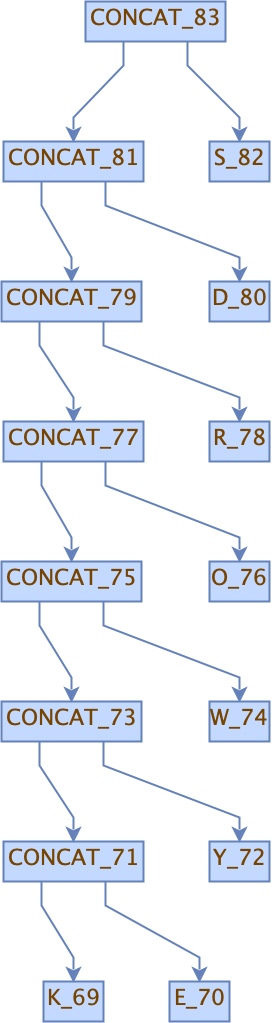 CONCAT_83
CONCAT_81
S_82
CONCAT_79
D_80
CONCAT_77
R_78
CONCAT_75
O_76
CONCAT_73
W_74
CONCAT_71
Y_72
K_69
E_70